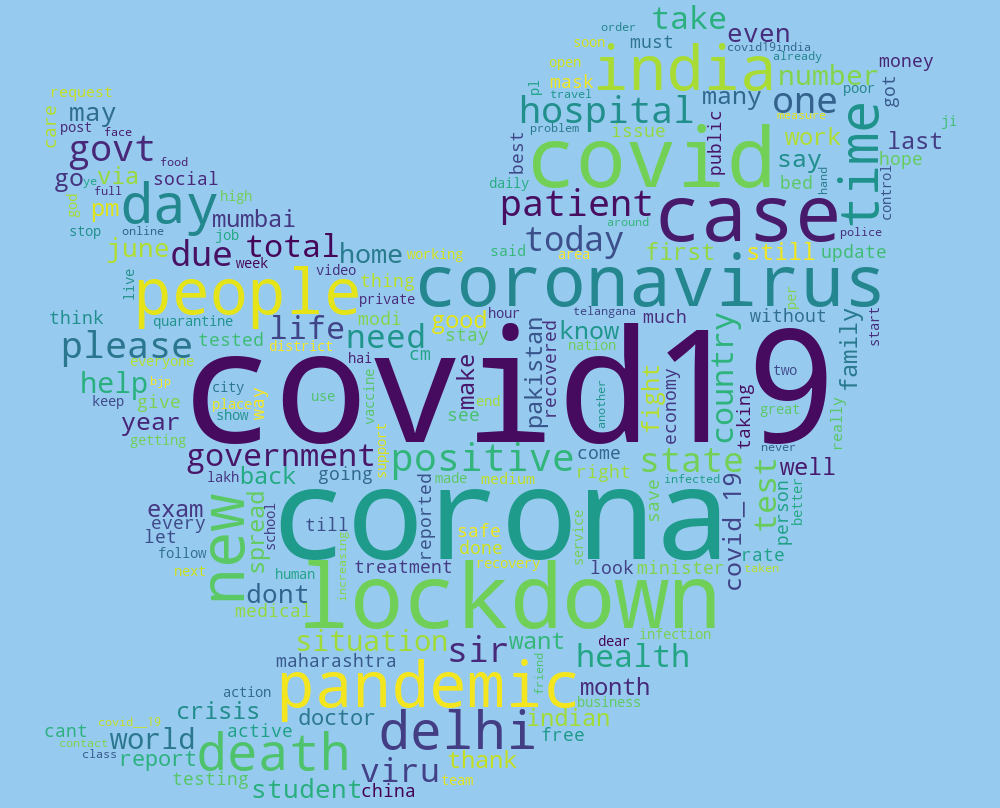 order
take
soon
must
even
covid19india
already
open
india
number
money
request
mask
pl
travel
many
one
poor
got
may
hospital
care
post
face
govt
problem
issue
public
work
time
last
ji
best
covid
say
hope
food
go
ye
via
full
social
daily
bed
hand
control
goo
pm
day
high
patient
case
mumbai
around
police
stop
online
job
june
due
total
home
working
said
today
area
first
still
update
week
live
people
video
thing
private
coronavirus
per
think
quarantine
life
modi
good
hour
telangana
much
without
start
please
tested
need
stay
pakistan
know
nation
country
family
everyone
district
hai
cm
make
recovered
covid19
two
help
bjp
city
use
vaccine
see
end
another
fight
economy
taking
great
keep
give
show
place
way
year
really
getting
never
government
support
positive
come
state
well
lakh
back
going
made
medium
right
save
infected
test
exam
new
spread
corona
covid_19
person
better
every
school
till
reported
safe
service
let
done
follow
treatment
recovery
look
minister
rate
next
human
increasing
lockdown
dont
medical
situation
sir
want
dear
infection
maharashtra
health
action
pandemic
friend
month
business
crisis
doctor
indian
cant
world
active
delhi
free
contact
class
report
death
thank
testing
viru
team
student
china